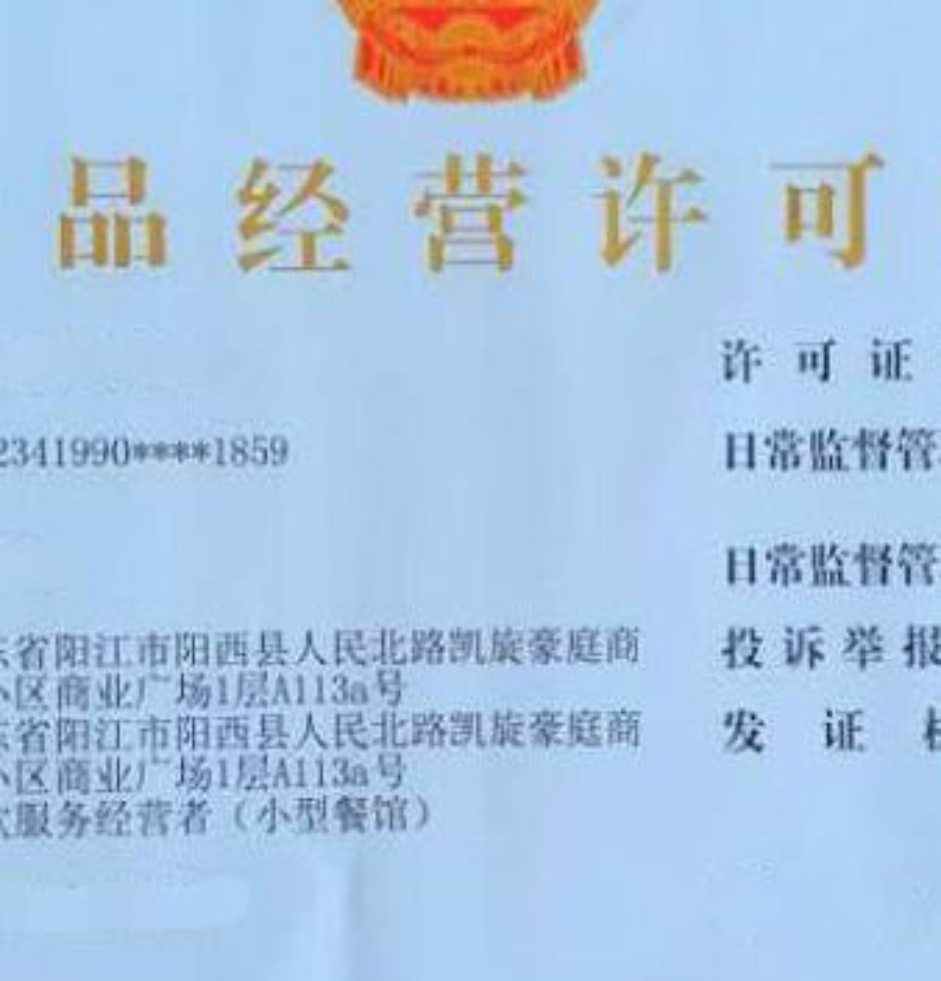 品经营许可
许可证
2341990****1859
日常监督管
日常监督管
省阳江市阳西县人民北路凯旋豪庭商
小区商业广场1层A113a号
省阳江市阳西县人民北路凯旋豪庭商
小区商业广场1层A113a号
服务经营者（小型餐馆）
投诉举报
发证